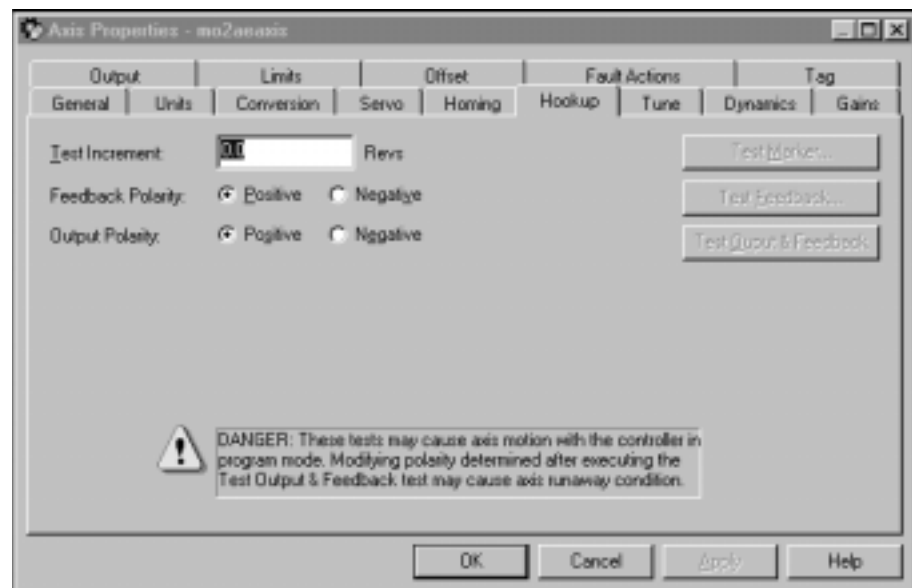 Axis Properties - mo2aeaxis
Output Limits Offset Fault Actions Tag
General Units Conversion Servo Homing Hookup Tune Dynamics Gains
Test Increment: 0.0 Revs Test Marker...
Feedback Polarity: Positive Negative Test Feedback...
Output Polarity: Positive Negative Test Output & Feedback
DANGER: These tests may cause axis motion with the controller in
program mode. Modifying polarity determined after executing the
Test Output & Feedback test may cause axis runaway condition.
OK Cancel Apply Help